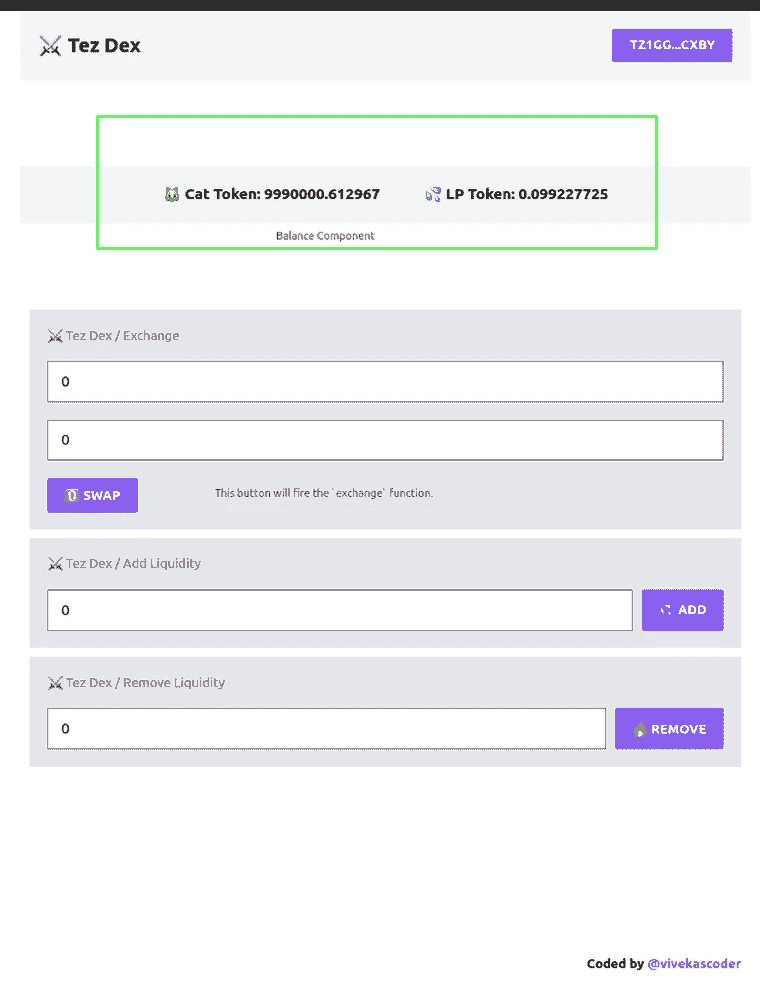 Tez Dex
TZ1GG...CXBY
Cat Token: 9990000.612967 LP Token: 0.099227725
Balance Component
Tez Dex / Exchange
0
0
SWAP
This button will fire the `exchange` function.
Tez Dex / Add Liquidity
0
ADD
Tez Dex / Remove Liquidity
0
REMOVE
Coded by @vivekascoder